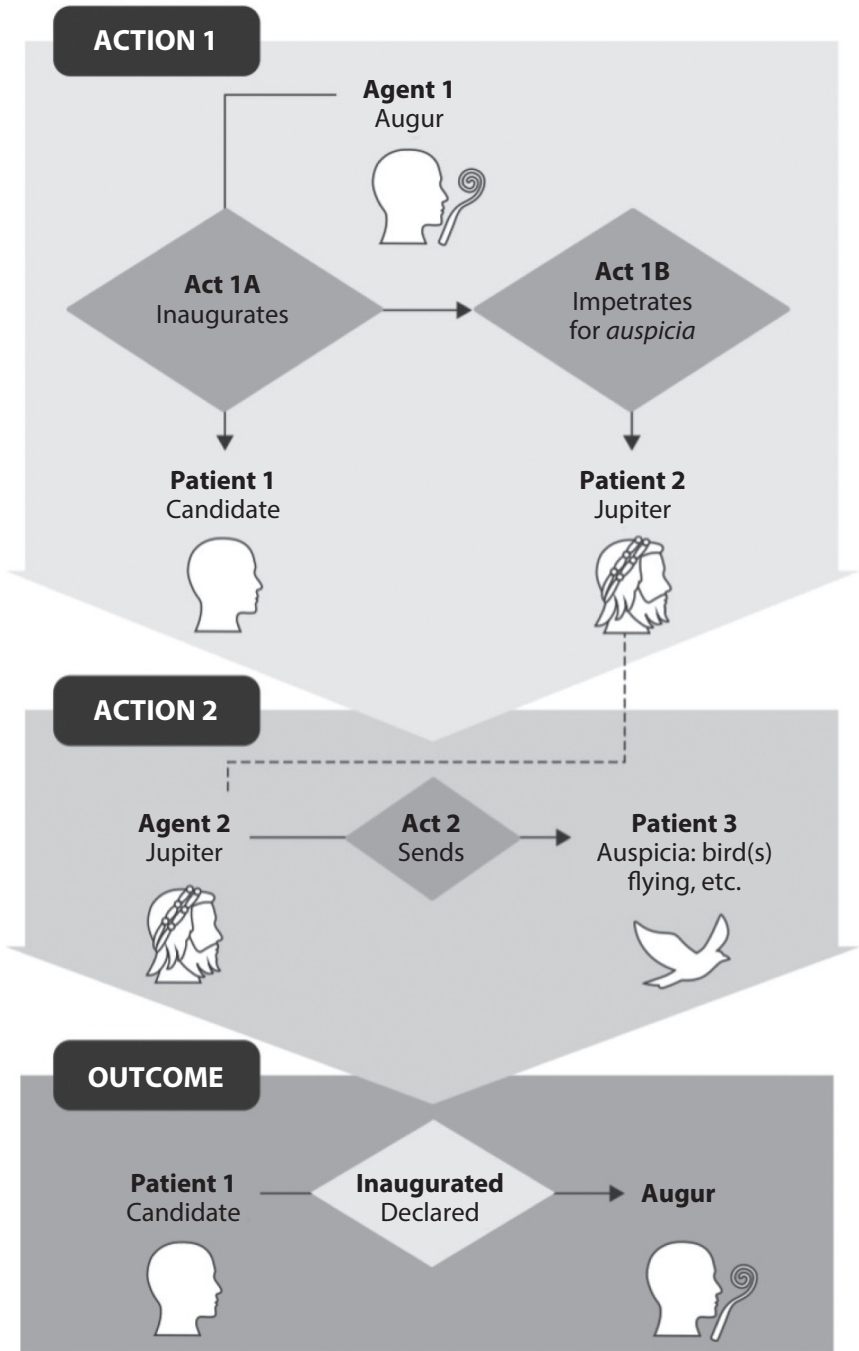 ACTION 1
Agent 1
Augur
Act 1A
Inaugurates
Act 1B
Impetrates
for auspicia
Patient 1
Candidate
Patient 2
Jupiter
ACTION 2
Agent 2
Jupiter
Act 2
Sends
Patient 3
Auspicia: bird(s)
flying, etc.
OUTCOME
Patient 1
Candidate
Inaugurated
Declared
Augur